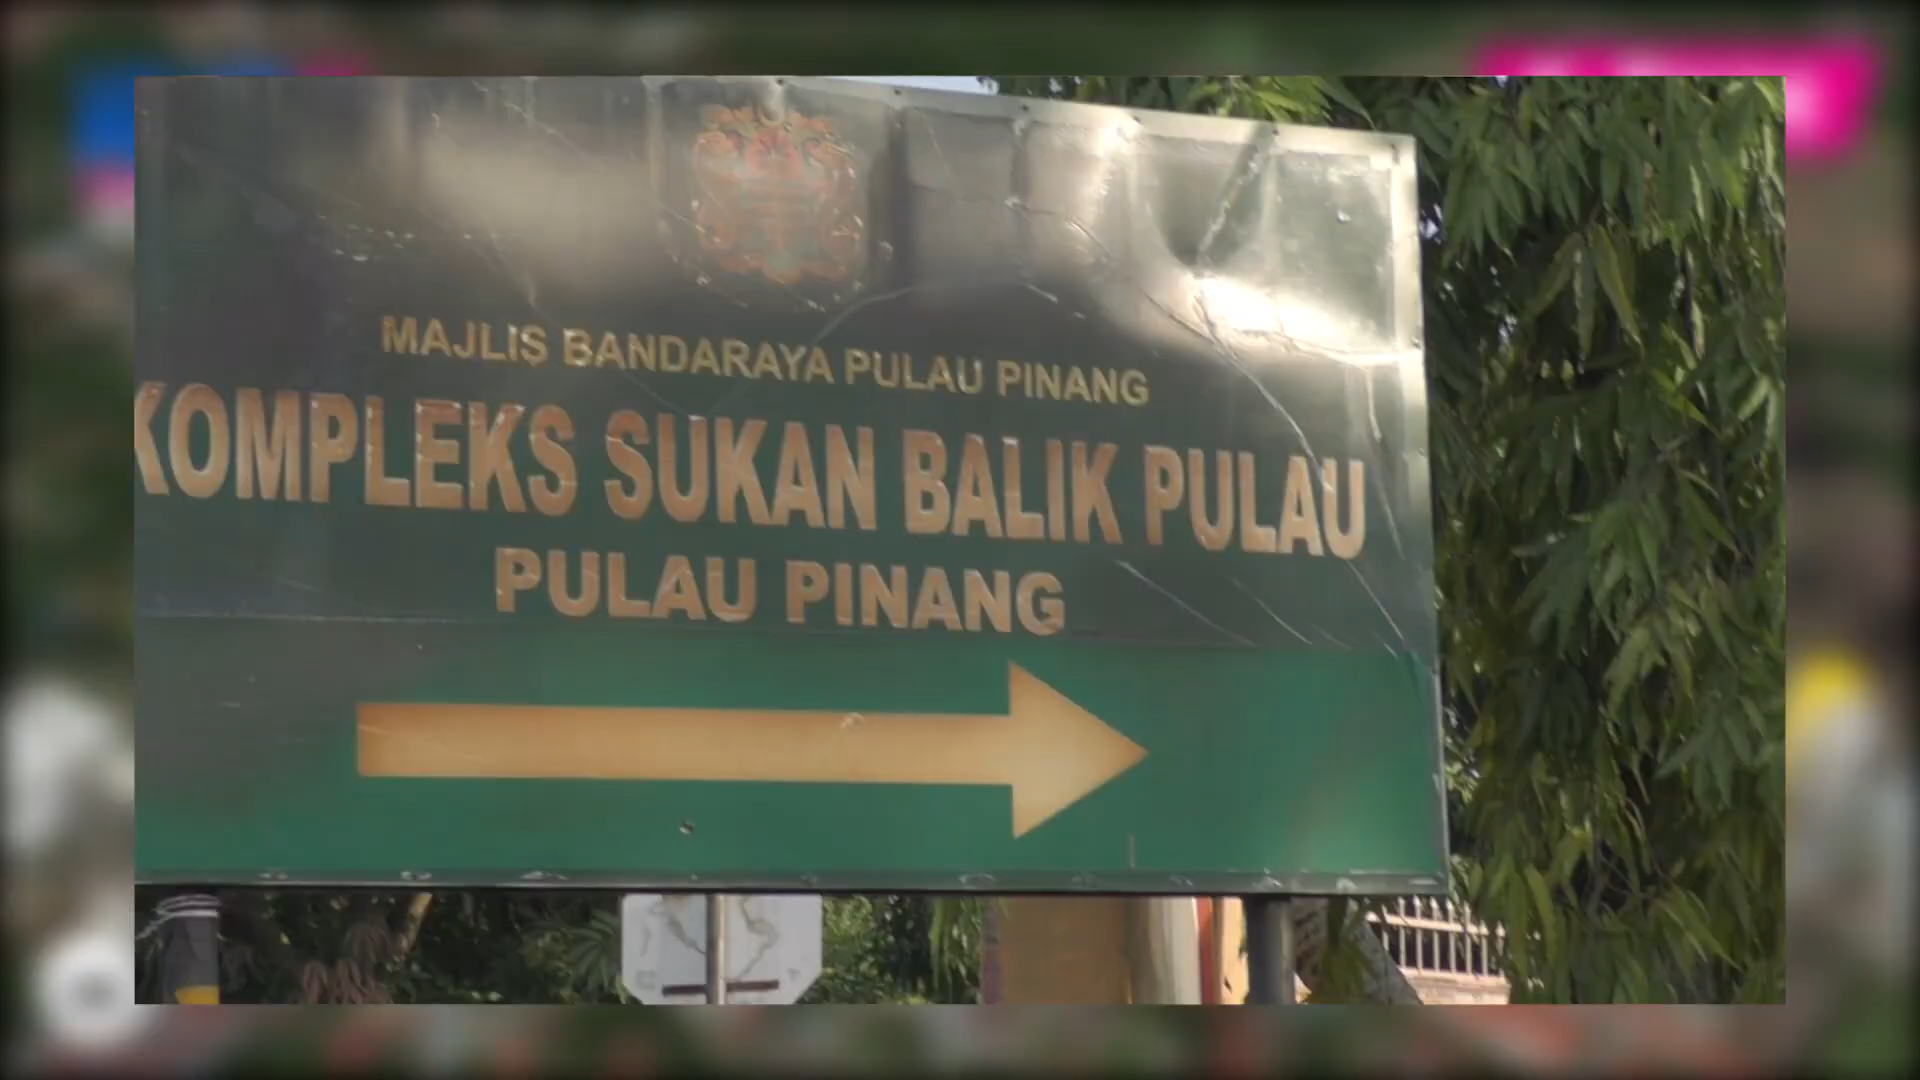 MAJLIS BANDARAYA PULAU PINANG
KOMPLEKS SUKAN BALIK PULAU
PULAU PINANG